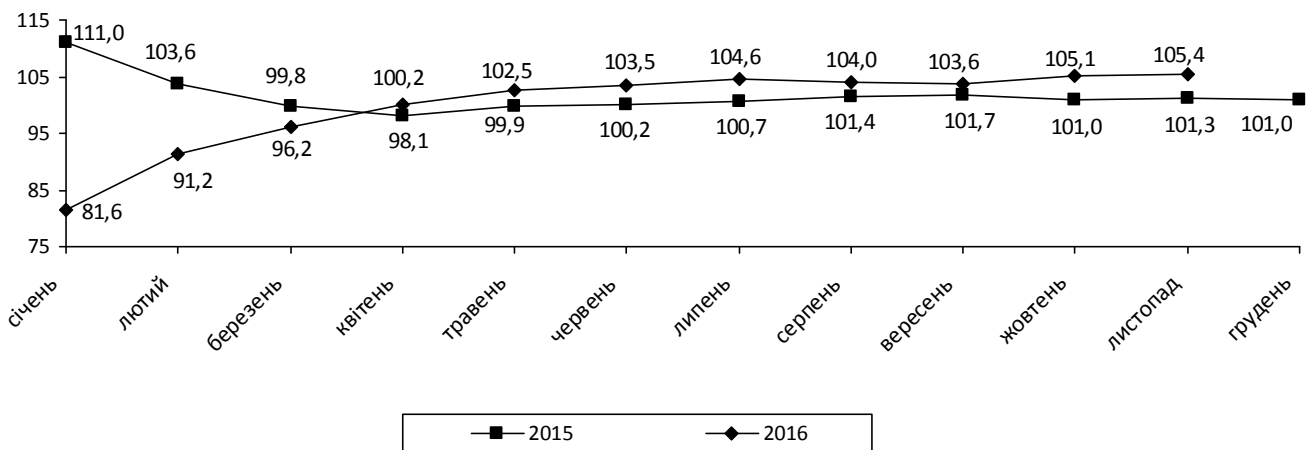 115
111,0
103,6
99,8
100,2
102,5
103,5
104,6
104,0
103,6
105,1
105,4
105
95
96,2
98,1
99,9
100,2
100,7
101,4
101,7
101,0
101,3
101,0
91,2
85
81,6
75
січень
лютий
березень
квітень
травень
червень
липень
серпень
вересень
жовтень
листопад
грудень
2015
2016